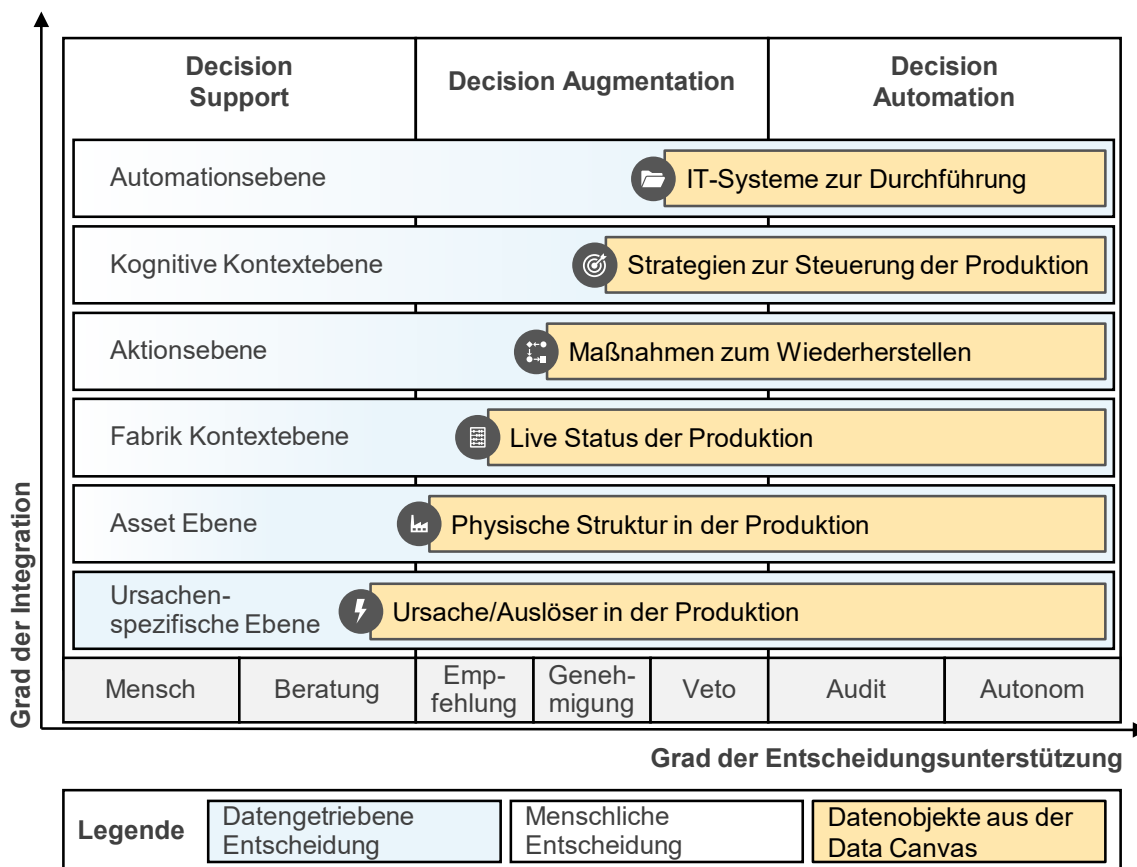 Decision
Support
Decision Augmentation
Decision
Automation
Automationsebene
IT-Systeme zur Durchführung
Kognitive Kontextebene
Strategien zur Steuerung der Produktion
Aktionsebene
Maßnahmen zum Wiederherstellen
Fabrik Kontextebene
Live Status der Produktion
Asset Ebene
Physische Struktur in der Produktion
Ursachen-
spezifische Ebene
Ursache/Auslöser in der Produktion
Mensch
Beratung
Emp-
fehlung
Geneh-
migung
Veto
Audit
Autonom
Grad der Integration
Grad der Entscheidungsunterstützung
Legende
Datengetriebene
Entscheidung
Menschliche
Entscheidung
Datenobjekte aus der
Data Canvas